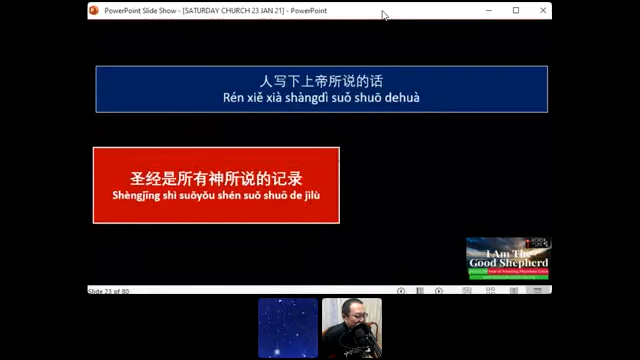 PowerPoint Slide Show - [SATURDAY CHURCH 23 JAN 21] - PowerPoint
人写下上帝所说的话
Rén xiě xià shàngdì suǒ shuō dehuà
圣经是所有神所说的记录
Shèngjīng shì suǒyǒu shén suǒ shuō de jìlù
I Am The
Good Shepherd
Slide 23 of 80